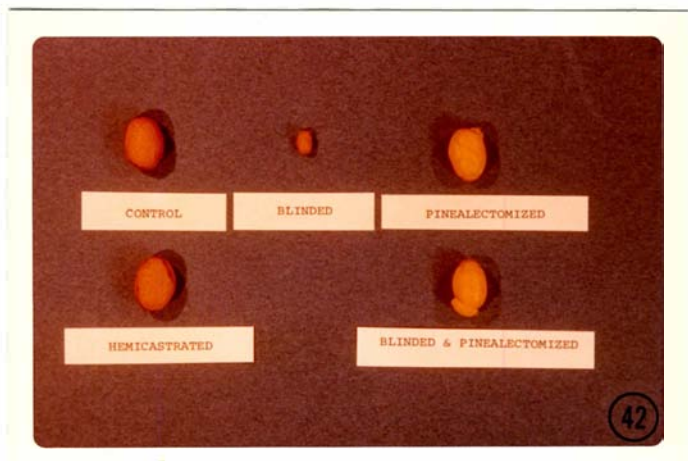 CONTROL
BLINDED
PINEALECTOMIZED
HEMICASTRATED
BLINDED & PINEALECTOMIZED
42